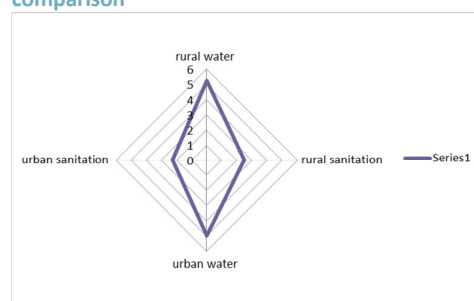 comparison
rural water
6
5
4
3
2
1
0
urban sanitation
rural sanitation
Series1
urban water